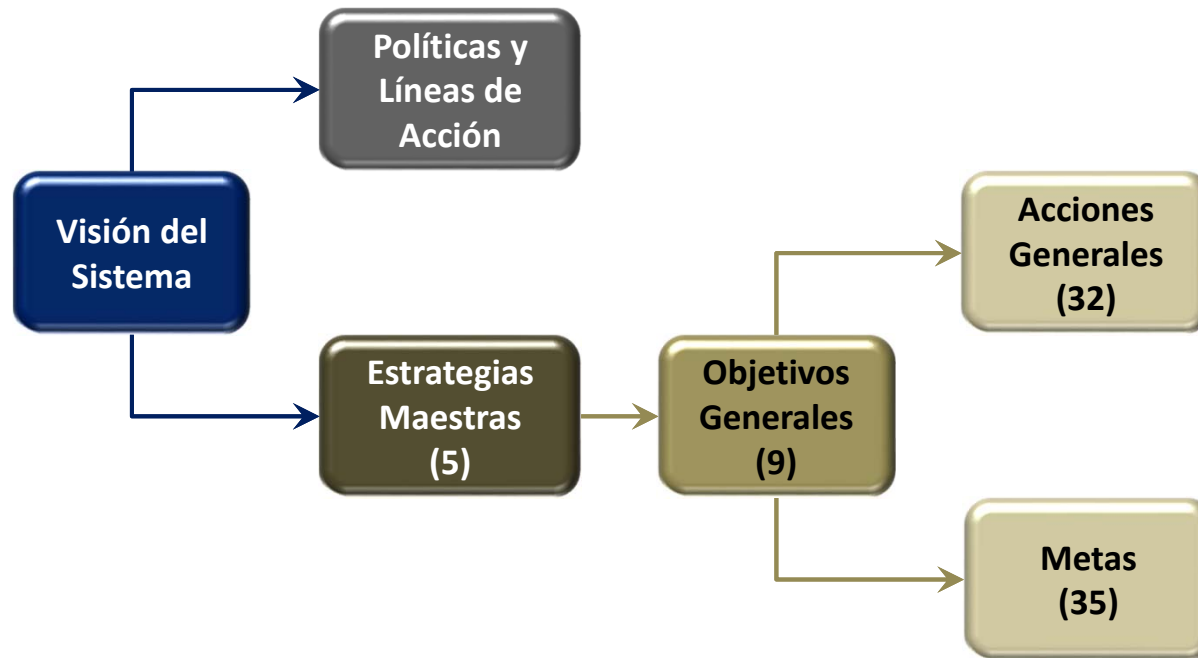 Políticas y
Líneas de
Acción
Visión del
Sistema
Estrategias
Maestras
(5)
Objetivos
Generales
(9)
Acciones
Generales
(32)
Metas
(35)